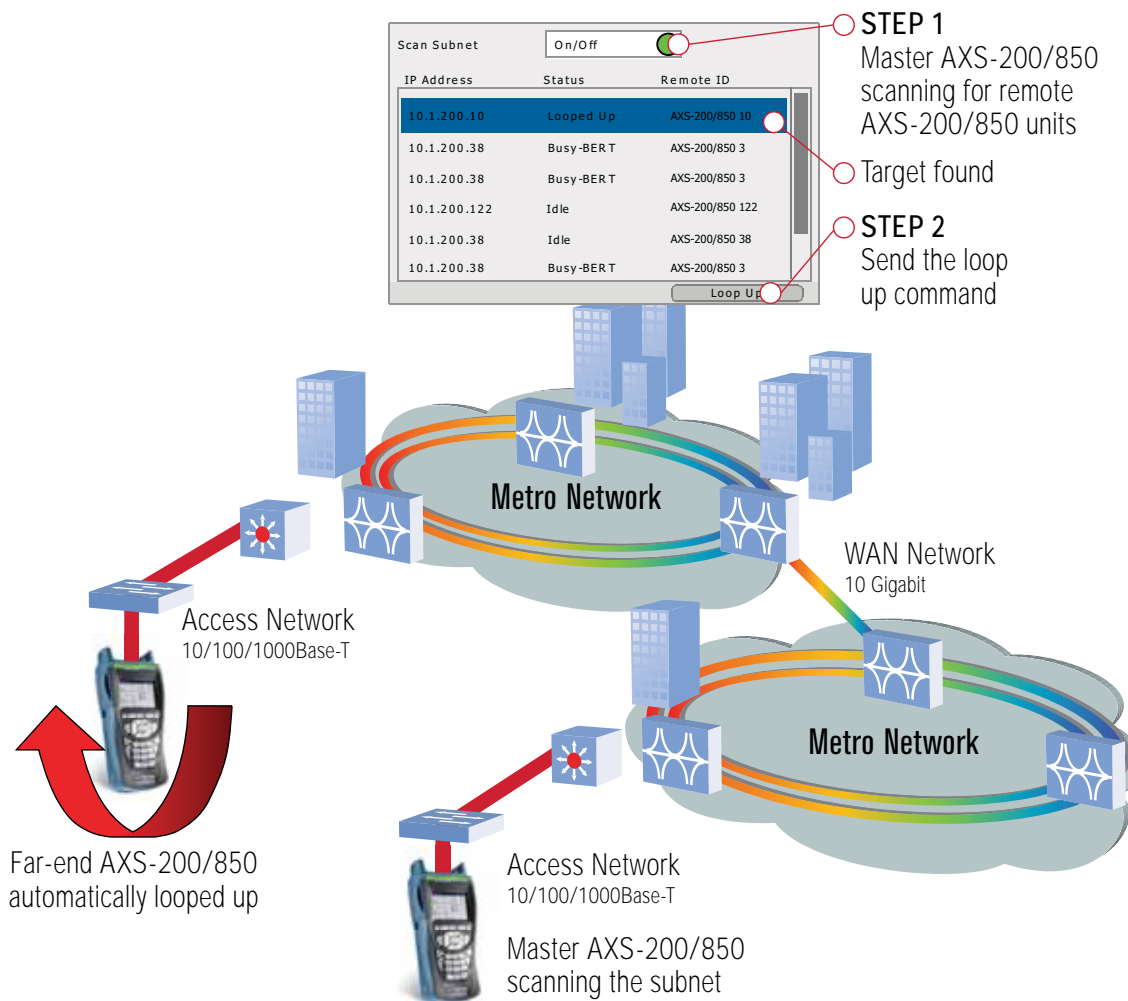 Scan Subnet
On/Off
IP Address Status Remote ID
10.1.200.10 Looped Up AXS-200/850 10
10.1.200.38 Busy-BERT AXS-200/850 3
10.1.200.38 Busy-BERT AXS-200/850 3
10.1.200.122 Idle AXS-200/850 122
10.1.200.38 Idle AXS-200/850 38
10.1.200.38 Busy-BERT AXS-200/850 3
Loop Up
STEP 1
Master AXS-200/850
scanning for remote
AXS-200/850 units
Target found
STEP 2
Send the loop
up command
Metro Network
WAN Network
10 Gigabit
Access Network
10/100/1000Base-T
Metro Network
Far-end AXS-200/850
automatically looped up
Access Network
10/100/1000Base-T
Master AXS-200/850
scanning the subnet